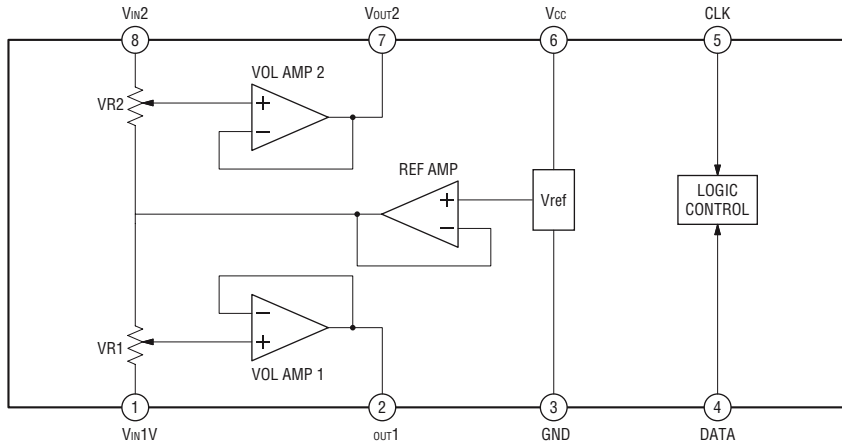 VIN2 VOUT2 VCC CLK
8 7 6 5
VOL AMP 2
VR2
+
−
REF AMP
+
−
Vref
LOGIC
CONTROL
−
+
VR1
VOL AMP 1
1 2 3 4
VIN1V OUT1 GND DATA